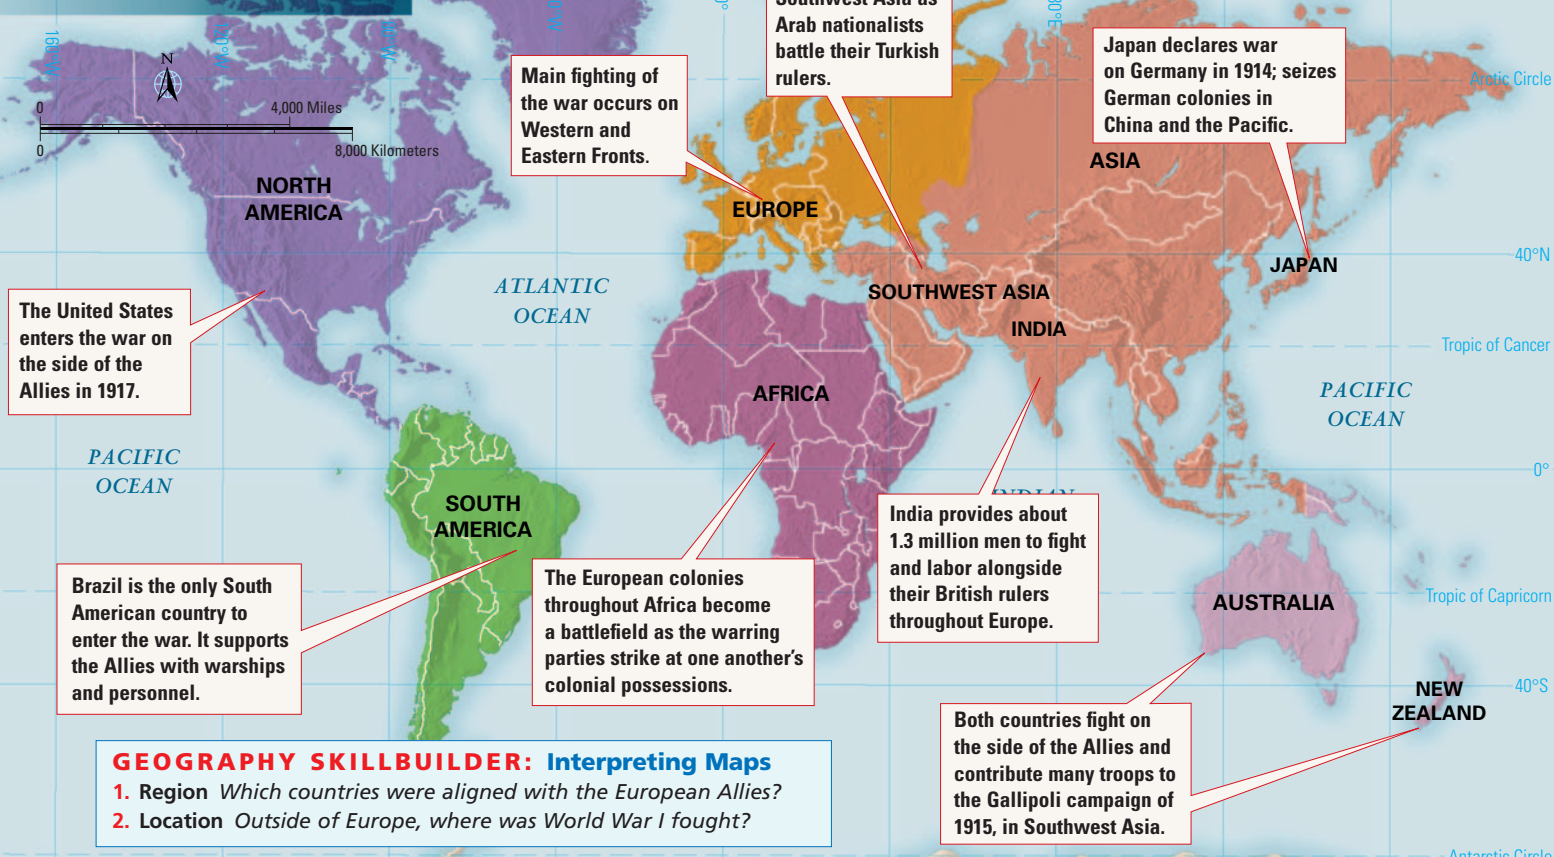 Southwest Asia as
Arab nationalists
battle their Turkish
rulers.
Japan declares war
on Germany in 1914; seizes
German colonies in
China and the Pacific.
Main fighting of
the war occurs on
Western and
Eastern Fronts.
N
0
4,000 Miles
0
8,000 Kilometers
Arctic Circle
NORTH
AMERICA
EUROPE
ASIA
JAPAN
40°N
ATLANTIC
OCEAN
SOUTHWEST ASIA
INDIA
The United States
enters the war on
the side of the
Allies in 1917.
Tropic of Cancer
AFRICA
PACIFIC
OCEAN
PACIFIC
OCEAN
0°
SOUTH
AMERICA
INDIAN
India provides about
1.3 million men to fight
and labor alongside
their British rulers
throughout Europe.
Brazil is the only South
American country to
enter the war. It supports
the Allies with warships
and personnel.
The European colonies
throughout Africa become
a battlefield as the warring
parties strike at one another's
colonial possessions.
AUSTRALIA
Tropic of Capricorn
40°S
NEW
ZEALAND
Both countries fight on
the side of the Allies and
contribute many troops to
the Gallipoli campaign of
1915, in Southwest Asia.
GEOGRAPHY SKILLBUILDER: Interpreting Maps
1. Region Which countries were aligned with the European Allies?
2. Location Outside of Europe, where was World War I fought?
Antarctic Circle